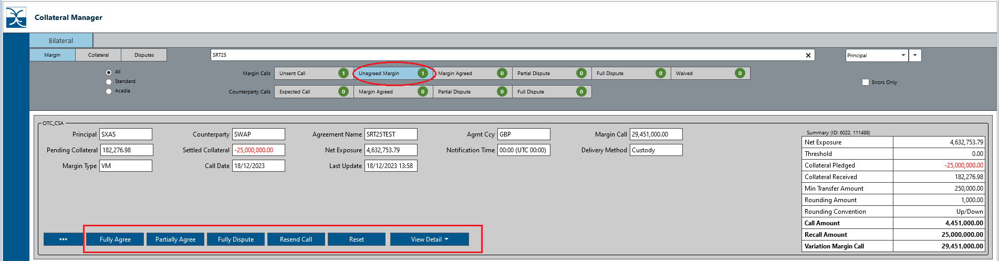 Collateral Manager
Bilateral
Margin Collateral Disputes SRT25 Principal
All
Standard
Acadia
Margin Calls Unsent Call 1 Unagreed Margin 1 Margin Agreed 0 Partial Dispute 0 Full Dispute 0 Waived 0
Errors Only
Counterparty Calls Expected Call 0 Margin Agreed 0 Partial Dispute 0 Full Dispute 0
OTC_CSA
Principal SXAS Counterparty SWAP Agreement Name SRT25TEST Agmt Ccy GBP Margin Call 29,451,000.00
Pending Collateral 182,276.98 Settled Collateral -25,000,000.00 Net Exposure 4,632,753.79 Notification Time 00:00 (UTC 00:00) Delivery Method Custody
Margin Type VM Call Date 18/12/2023 Last Update 18/12/2023 13:58
Summary (ID: 6022, 111498)
Net Exposure 4,632,753.79
Threshold 0.00
Collateral Pledged -25,000,000.00
Collateral Received 182,276.98
Min Transfer Amount 250,000.00
Rounding Amount 1,000.00
Rounding Convention Up/Down
Call Amount 4,451,000.00
Recall Amount 25,000,000.00
Variation Margin Call 29,451,000.00
••• Fully Agree Partially Agree Fully Dispute Resend Call Reset View Detail